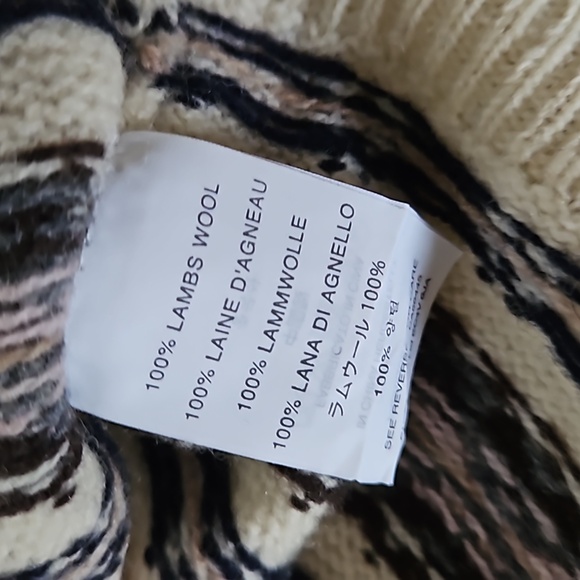 100% LAMBS WOOL
100% LAINE D'AGNEAU
100% LAMMWOLLE
100% LANA DI AGNELLO
ラムウール 100%
100% 양 털
SEE REVERSE